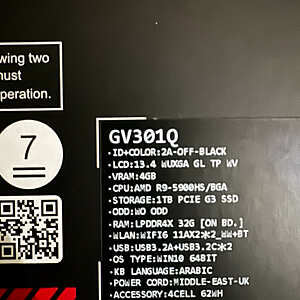 wing two
must
peration.
7
GV301Q
·ID+COLOR:2A-OFF-BLACK
·LCD:13.4 WUXGA GL TP WV
·VRAM:4GB
·CPU:AMD R9-5900HS/BGA
·STORAGE:1TB PCIE G3 SSD
·ODD:WO ODD
·RAM:LPDDR4X 32G [ON BD.]
·WLAN:WIFI6 11AX2*2_WW+BT
·USB:USB3.2A+USB3.2C*2
·OS TYPE:WIN10 64BIT
·KB LANGUAGE:ARABIC
·POWER CORD:MIDDLE-EAST-UK
·ACCESSORY:4CELL 62WH